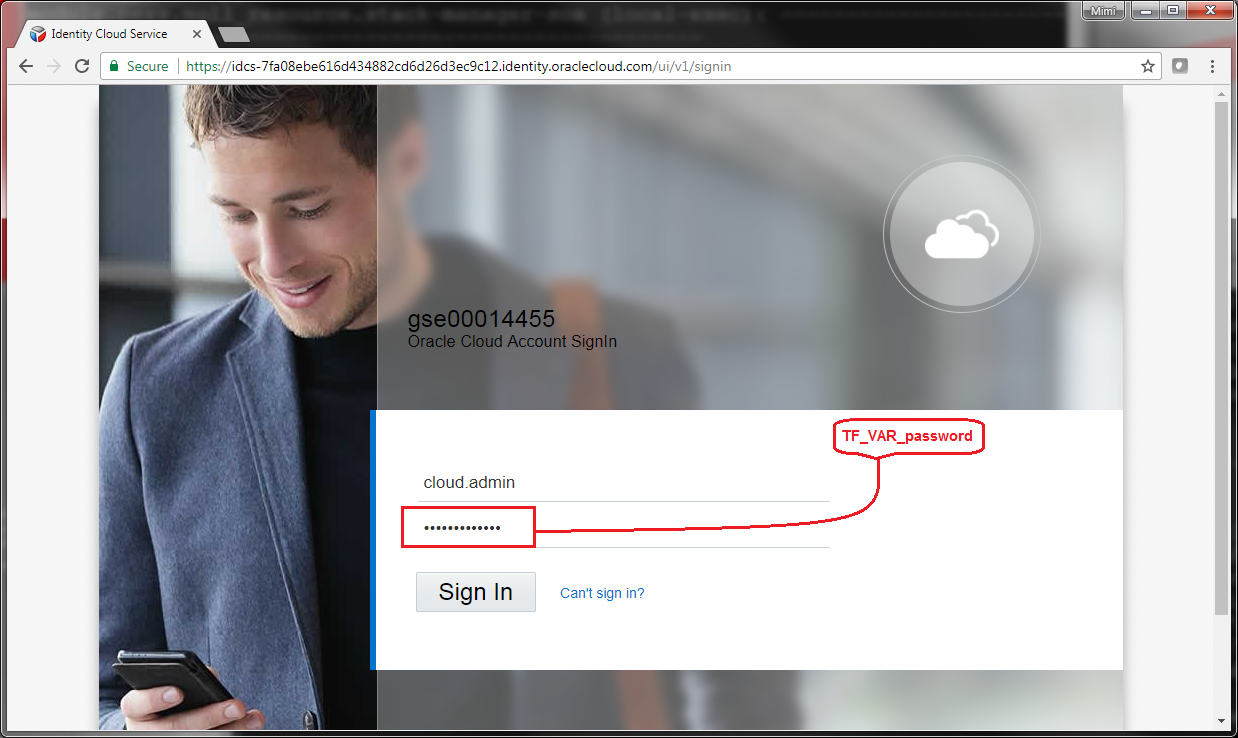 Mimi
Identity Cloud Service
Secure
https://idcs-7fa08ebe616d434882cd6d26d3ec9c12.identity.oraclecloud.com/ui/v1/signin
gse00014455
Oracle Cloud Account SignIn
TF_VAR_password
cloud.admin
•••••••••••••
Sign In
Can't sign in?